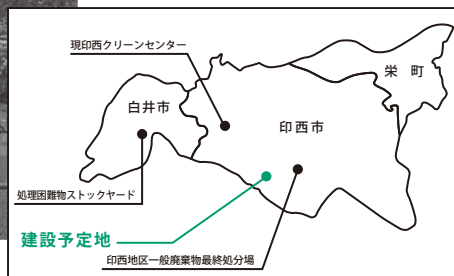 現印西クリーンセンター
栄 町
白井市
印西市
処理困難物ストックヤード
建設予定地
印西地区一般廃棄物最終処分場